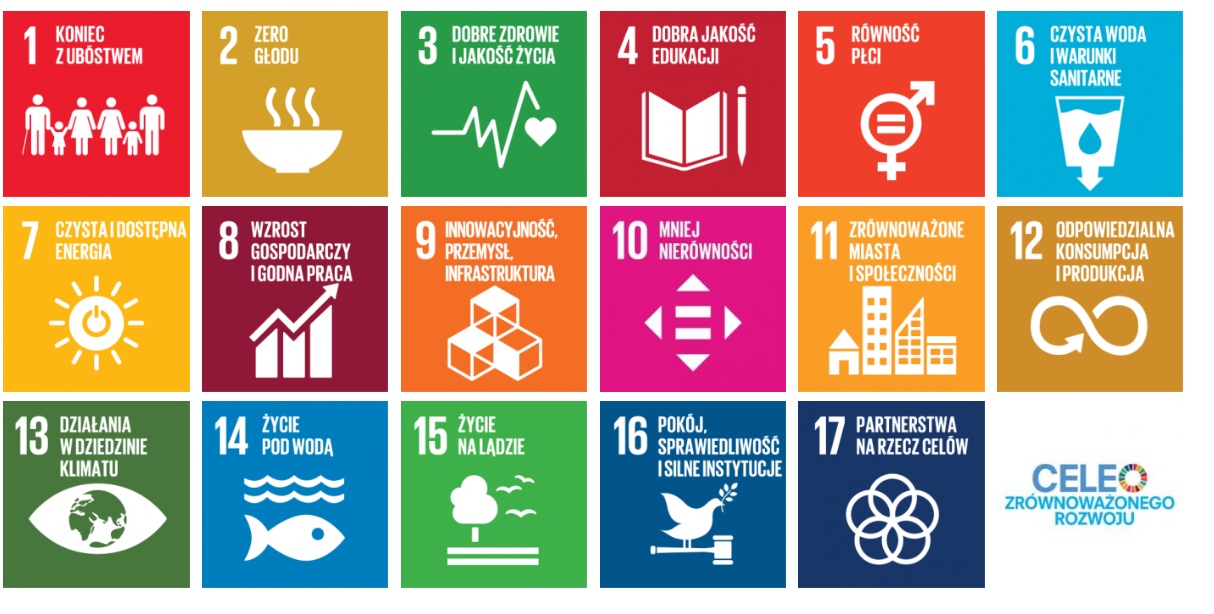 1 KONIEC
Z UBÓSTWEM
2 ZERO
GŁODU
3 DOBRE ZDROWIE
I JAKOŚĆ ŻYCIA
4 DOBRA JAKOŚĆ
EDUKACJI
5 RÓWNOŚĆ
PŁCI
6 CZYSTA WODA
I WARUNKI
SANITARNE
7 CZYSTA I DOSTĘPNA
ENERGIA
8 WZROST
GOSPODARCZY
I GODNA PRACA
9 INNOWACYJNOŚĆ,
PRZEMYSŁ,
INFRASTRUKTURA
10 MNIEJ
NIERÓWNOŚCI
11 ZRÓWNOWAŻONE
MIASTA
I SPOŁECZNOŚCI
12 ODPOWIEDZIALNA
KONSUMPCJA
I PRODUKCJA
13 DZIAŁANIA
W DZIEDZINIE
KLIMATU
14 ŻYCIE
POD WODĄ
15 ŻYCIE
NA LĄDZIE
16 POKÓJ,
SPRAWIEDLIWOŚĆ
I SILNE INSTYTUCJE
17 PARTNERSTWA
NA RZECZ CELÓW
CELE
ZRÓWNOWAŻONEGO
ROZWOJU